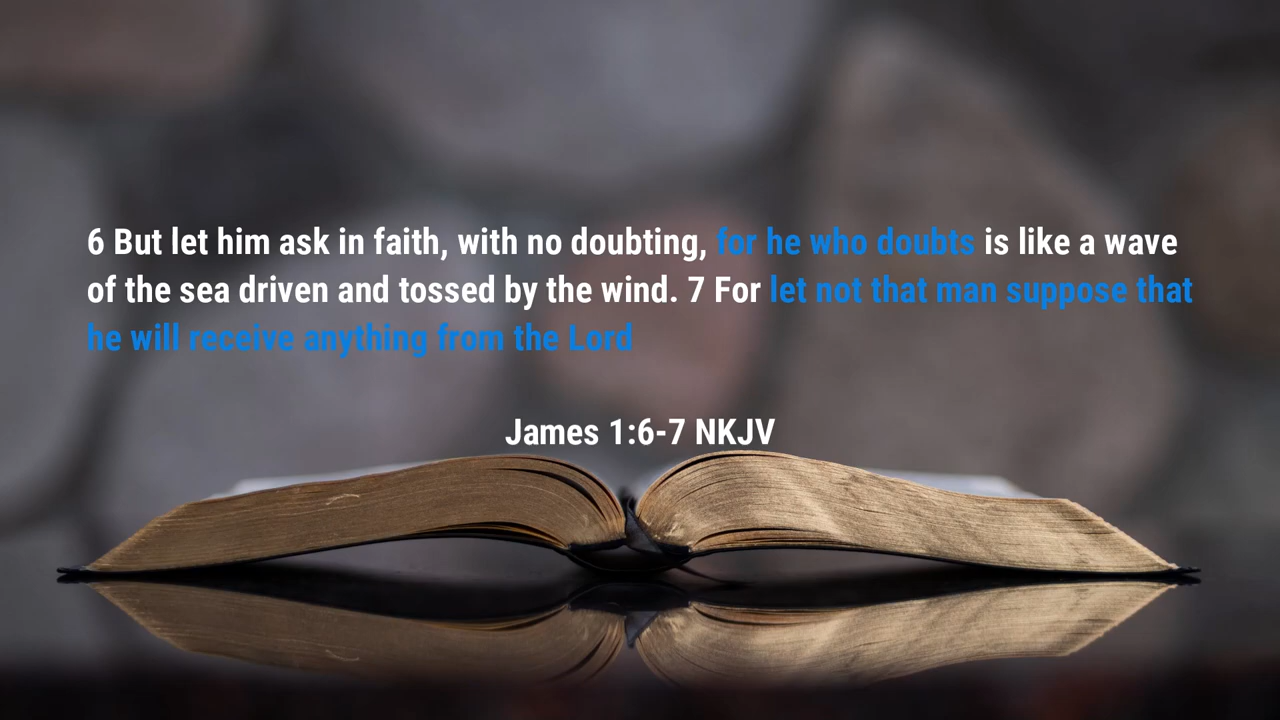 6 But let him ask in faith, with no doubting, for he who doubts is like a wave
of the sea driven and tossed by the wind. 7 For let not that man suppose that
he will receive anything from the Lord
James 1:6-7 NKJV